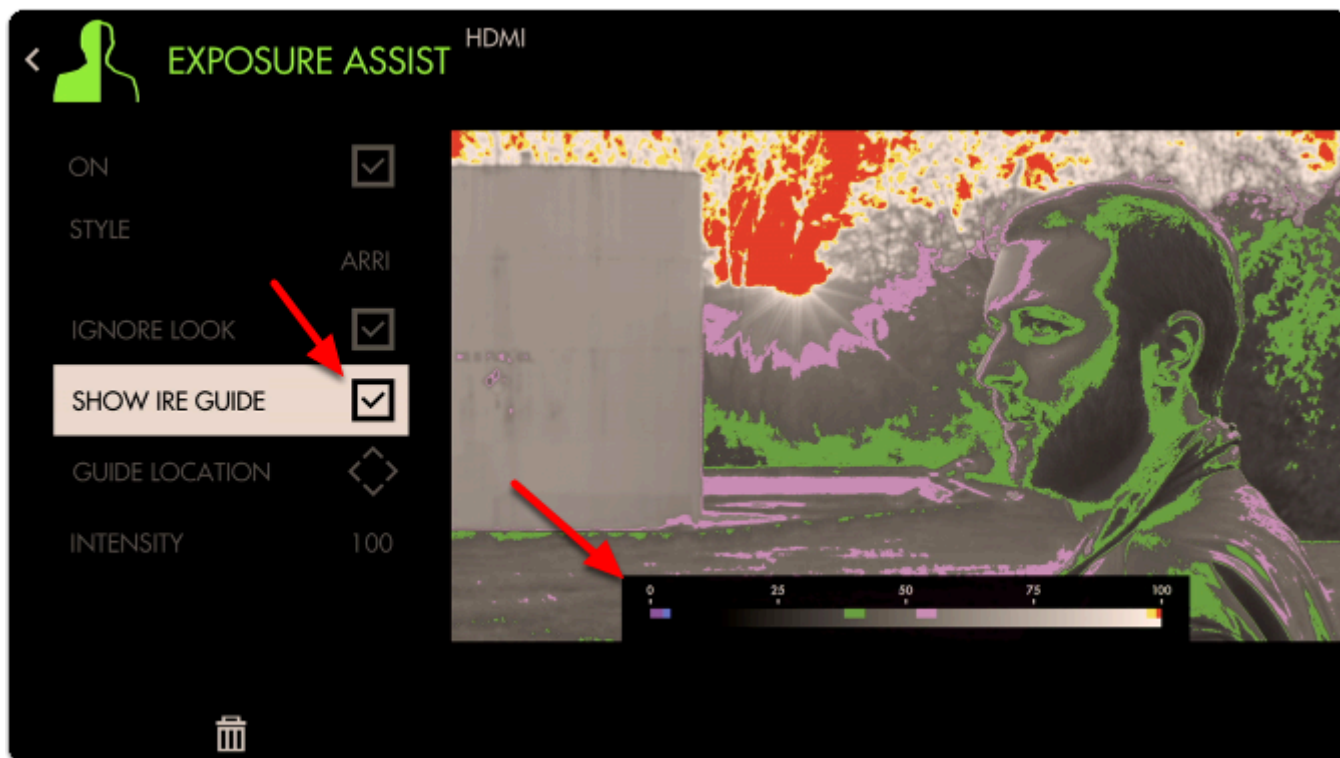 EXPOSURE ASSIST
HDMI
ON
STYLE
ARRI
IGNORE LOOK
SHOW IRE GUIDE
GUIDE LOCATION
INTENSITY 100
0 25 50 75 100